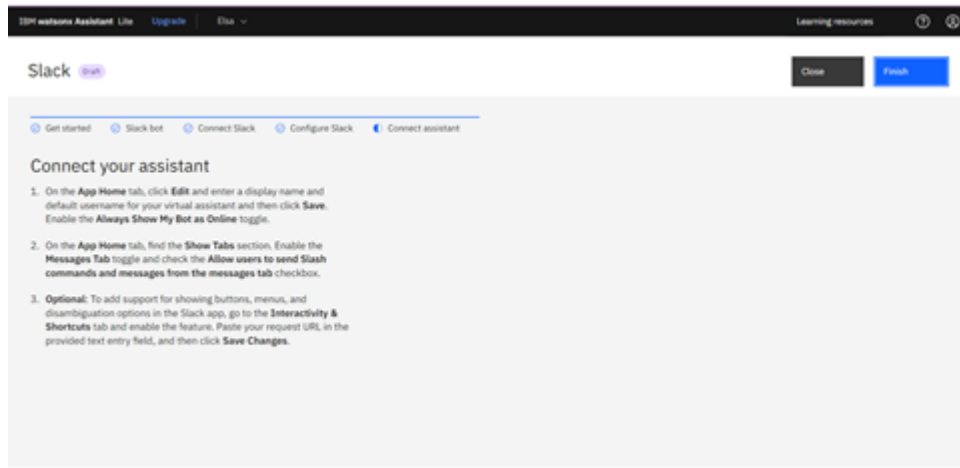 IBM watsonx Assistant Lite Upgrade Elsa Learning resources
Slack Draft Close Finish
Get started Slack bot Connect Slack Configure Slack Connect assistant
Connect your assistant
1. On the App Home tab, click Edit and enter a display name and
default username for your virtual assistant and then click Save.
Enable the Always Show My Bot as Online toggle.
2. On the App Home tab, find the Show Tabs section. Enable the
Messages Tab toggle and check the Allow users to send Slash
commands and messages from the messages tab checkbox.
3. Optional: To add support for showing buttons, menus, and
disambiguation options in the Slack app, go to the Interactivity &
Shortcuts tab and enable the feature. Paste your request URL in the
provided text entry field, and then click Save Changes.